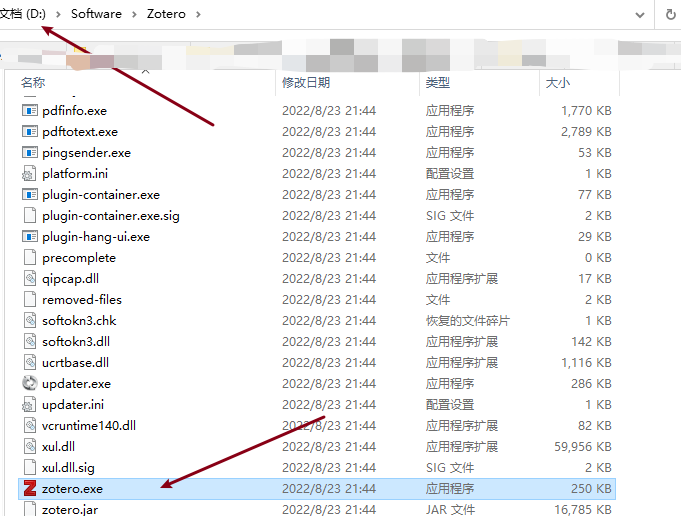 文档 (D:) › Software › Zotero ›
名称 修改日期 类型 大小
pdfinfo.exe 2022/8/23 21:44 应用程序 1,770 KB
pdftotext.exe 2022/8/23 21:44 应用程序 2,789 KB
pingsender.exe 2022/8/23 21:44 应用程序 53 KB
platform.ini 2022/8/23 21:44 配置设置 1 KB
plugin-container.exe 2022/8/23 21:44 应用程序 77 KB
plugin-container.exe.sig 2022/8/23 21:44 SIG 文件 2 KB
plugin-hang-ui.exe 2022/8/23 21:44 应用程序 29 KB
precomplete 2022/8/23 21:44 文件 0 KB
qipcap.dll 2022/8/23 21:44 应用程序扩展 17 KB
removed-files 2022/8/23 21:44 文件 2 KB
softokn3.chk 2022/8/23 21:44 恢复的文件碎片 1 KB
softokn3.dll 2022/8/23 21:44 应用程序扩展 142 KB
ucrtbase.dll 2022/8/23 21:44 应用程序扩展 1,116 KB
updater.exe 2022/8/23 21:44 应用程序 286 KB
updater.ini 2022/8/23 21:44 配置设置 1 KB
vcruntime140.dll 2022/8/23 21:44 应用程序扩展 82 KB
xul.dll 2022/8/23 21:44 应用程序扩展 59,956 KB
xul.dll.sig 2022/8/23 21:44 SIG 文件 2 KB
zotero.exe 2022/8/23 21:44 应用程序 250 KB
zotero.jar 2022/8/23 21:44 JAR 文件 16,785 KB